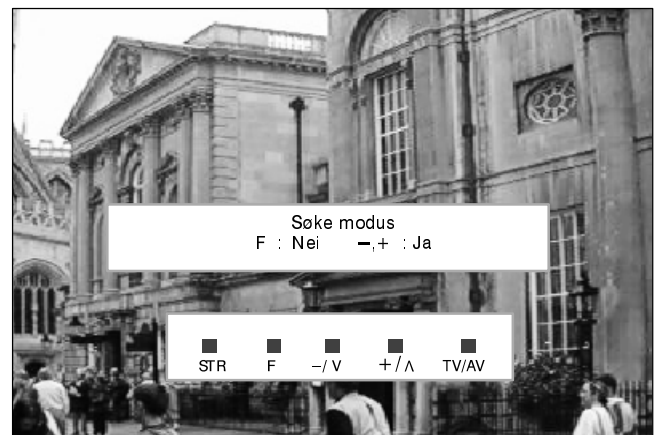 Søke modus
F : Nei −,+ : Ja
STR F −/ V +/ʌ TV/AV